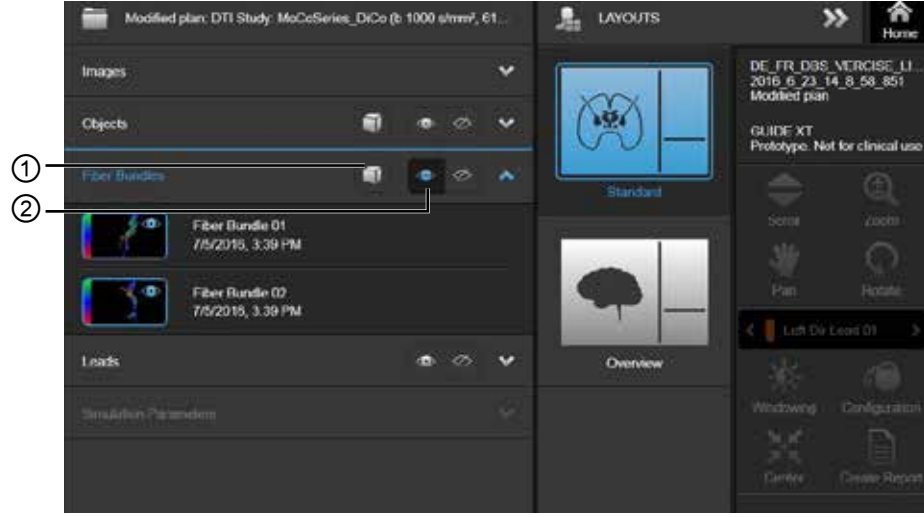 Modified plan: DTI Study: MoCoSeries_DiCo (b: 1000 s/mm², 61...
Images
Objects
Fiber Bundles
Fiber Bundle 01
7/5/2016, 3:39 PM
Fiber Bundle 02
7/5/2016, 3:39 PM
Leads
Simulation Parameters
1
2
LAYOUTS
Standard
Overview
Home
DE_FR_DBS_VERCISE_LI...
2016_6_23_14_8_58_851
Modified plan
GUIDE XT
Prototype. Not for clinical use
Scroll
Zoom
Pan
Rotate
Left Dir Lead 01
Windowing
Configuration
Center
Create Report